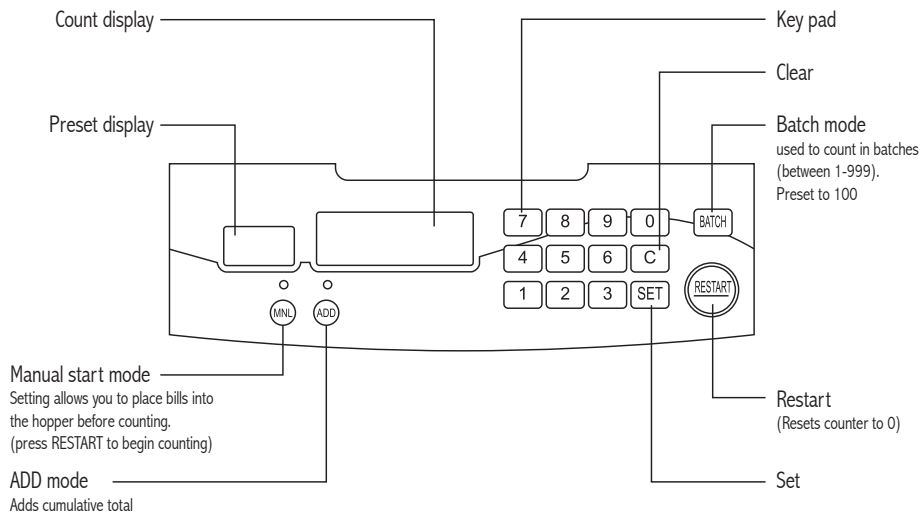 Count display
Key pad
Clear
Preset display
Batch mode
used to count in batches
(between 1-999).
Preset to 100
7 8 9 0 BATCH
4 5 6 C
1 2 3 SET
RESTART
MNL ADD
Manual start mode
Setting allows you to place bills into
the hopper before counting.
(press RESTART to begin counting)
Restart
(Resets counter to 0)
ADD mode
Adds cumulative total
Set